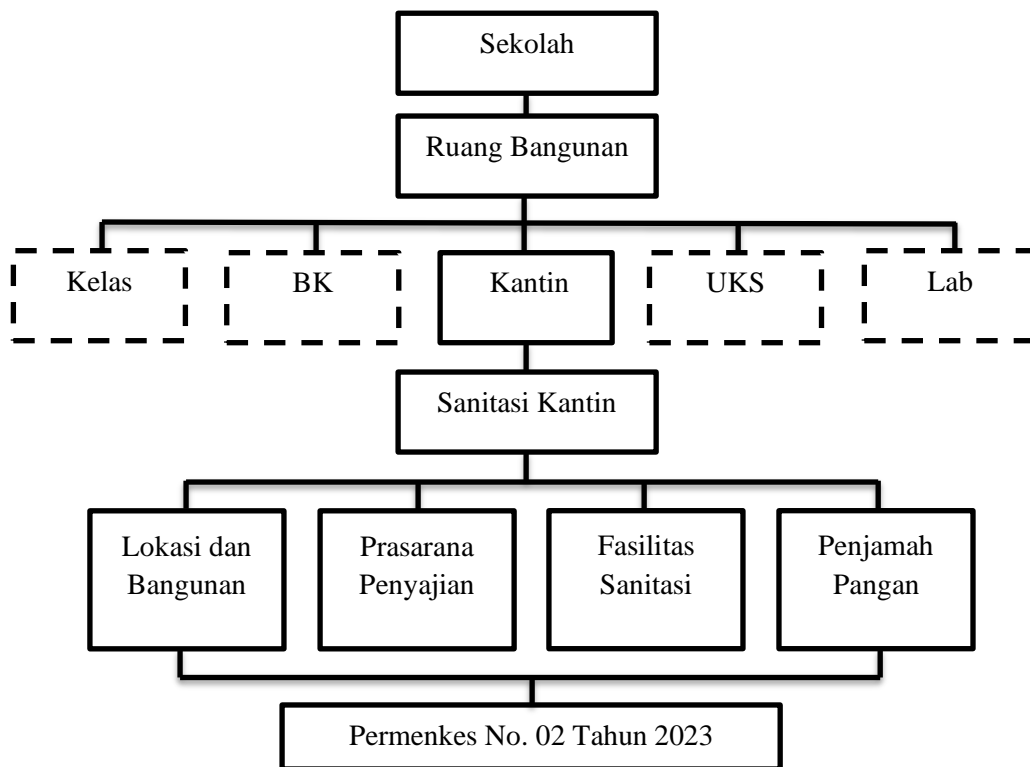 Sekolah
Ruang Bangunan
Kelas
BK
Kantin
UKS
Lab
Sanitasi Kantin
Lokasi dan
Bangunan
Prasarana
Penyajian
Fasilitas
Sanitasi
Penjamah
Pangan
Permenkes No. 02 Tahun 2023